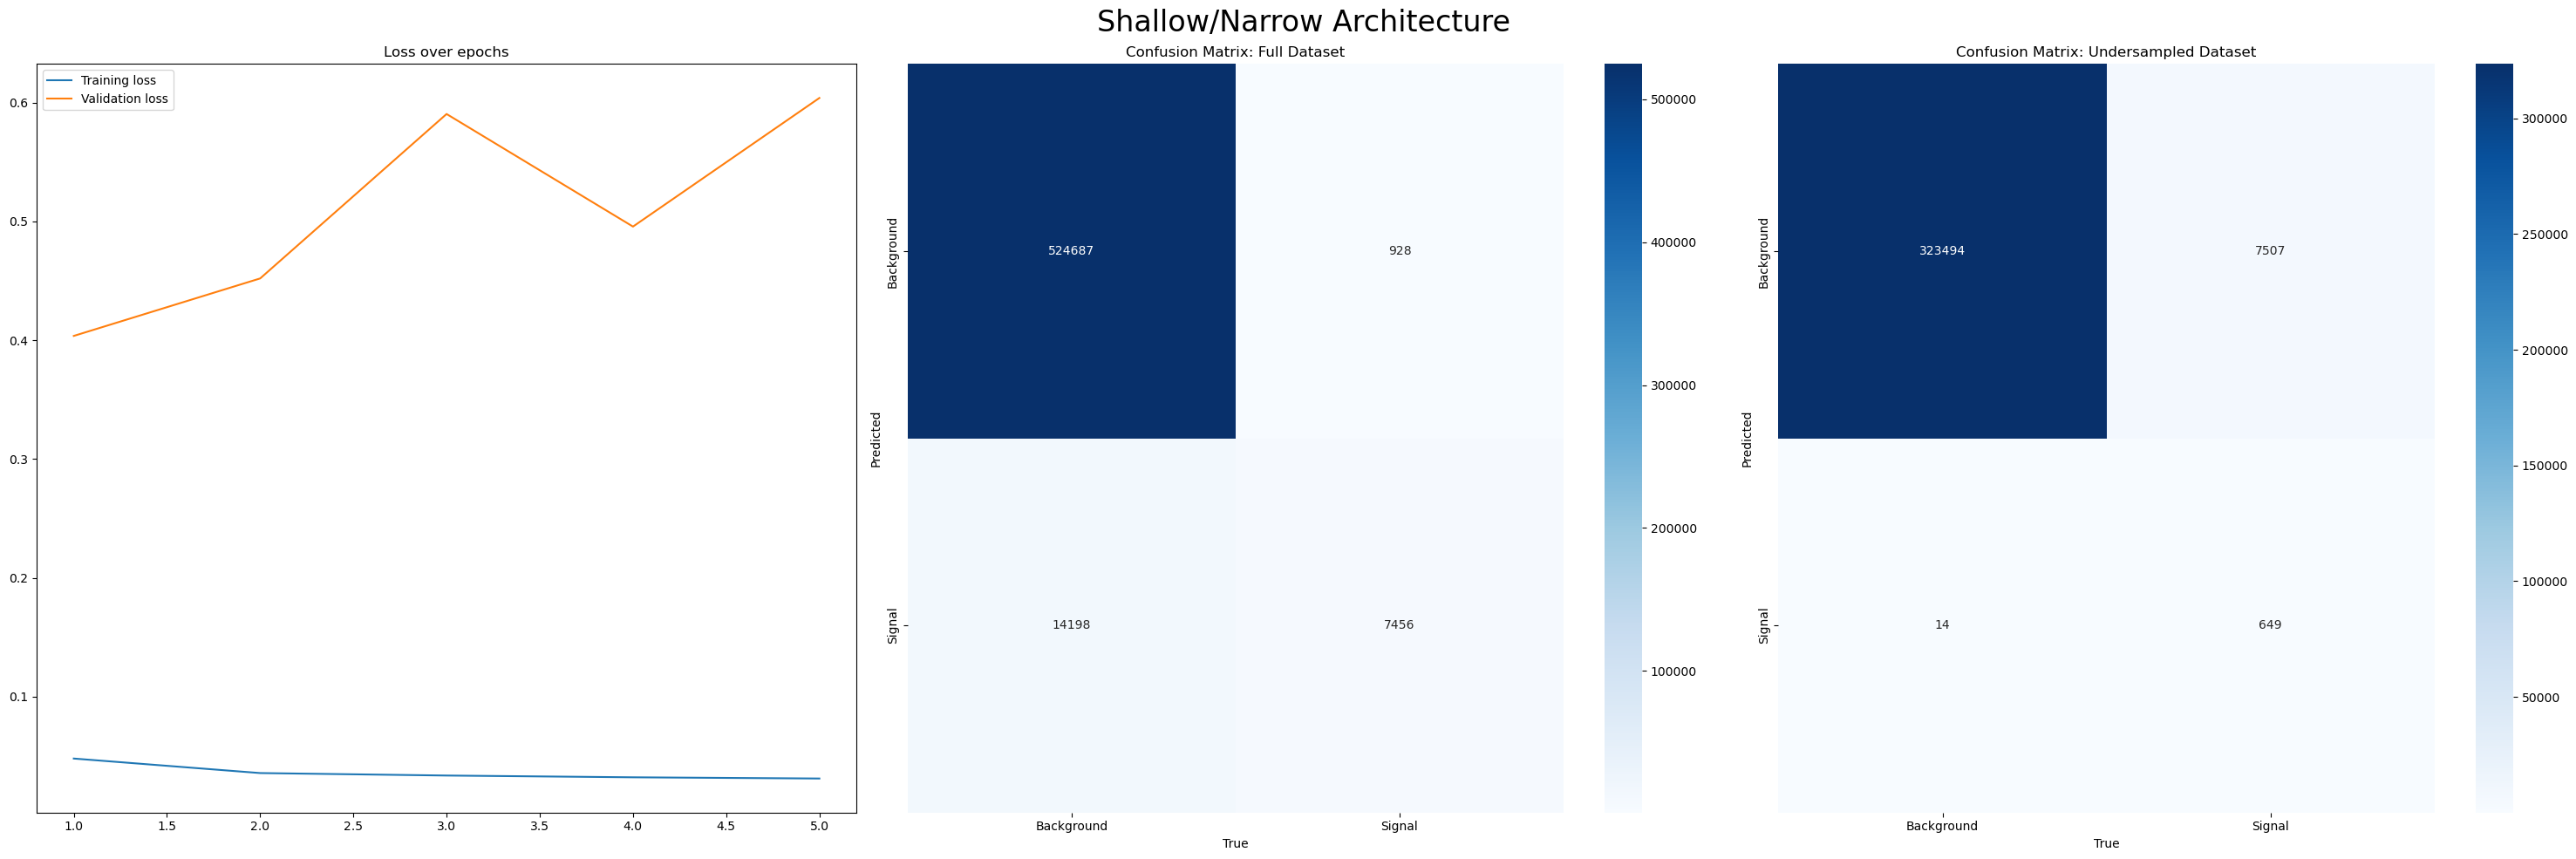 Shallow/Narrow Architecture
Loss over epochs
Training loss
Validation loss
0.6
0.5
0.4
0.3
0.2
0.1
1.0 1.5 2.0 2.5 3.0 3.5 4.0 4.5 5.0
Confusion Matrix: Full Dataset
Predicted
Background
Signal
524687 928
14198 7456
Background Signal
True
500000
400000
300000
200000
100000
Confusion Matrix: Undersampled Dataset
Predicted
Background
Signal
323494 7507
14 649
Background Signal
True
300000
250000
200000
150000
100000
50000